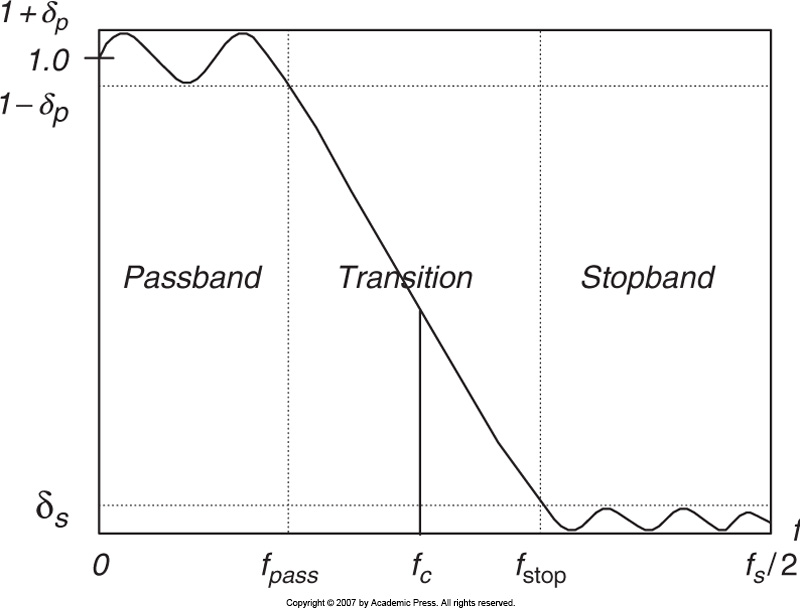 1+δp
1.0
1−δp
Passband Transition Stopband
δs
f
0 fpass fc fstop fs/2
Copyright © 2007 by Academic Press. All rights reserved.